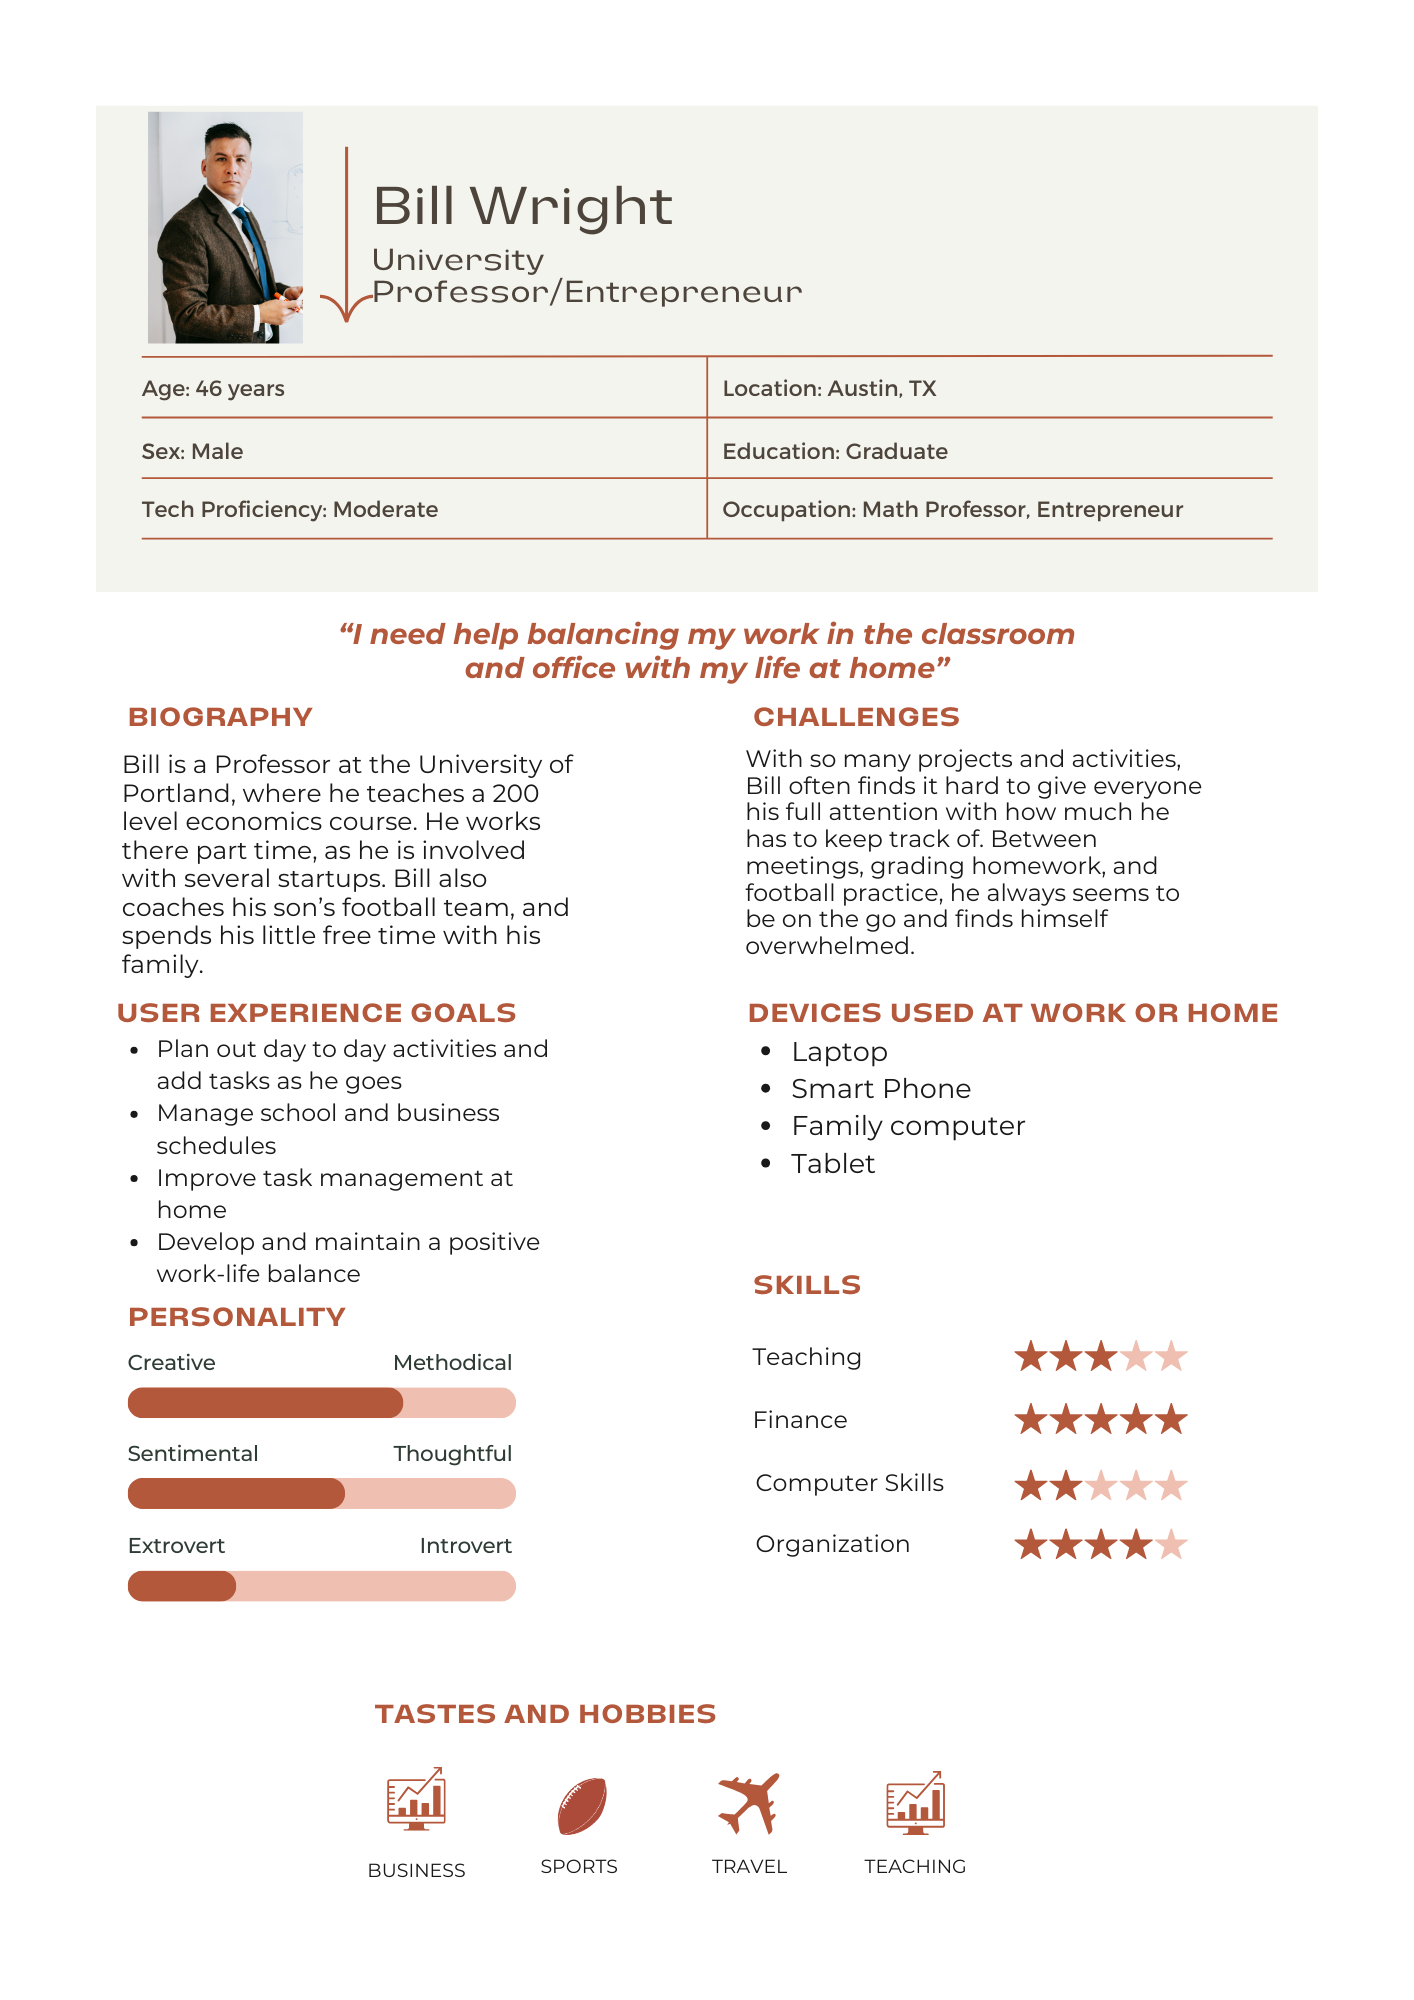 Bill Wright
University
Professor/Entrepreneur
Age: 46 years
Location: Austin, TX
Sex: Male
Education: Graduate
Tech Proficiency: Moderate
Occupation: Math Professor, Entrepreneur
“I need help balancing my work in the classroom
and office with my life at home”
BIOGRAPHY
Bill is a Professor at the University of
Portland, where he teaches a 200
level economics course. He works
there part time, as he is involved
with several startups. Bill also
coaches his son’s football team, and
spends his little free time with his
family.
CHALLENGES
With so many projects and activities,
Bill often finds it hard to give everyone
his full attention with how much he
has to keep track of. Between
meetings, grading homework, and
football practice, he always seems to
be on the go and finds himself
overwhelmed.
USER EXPERIENCE GOALS
• Plan out day to day activities and
add tasks as he goes
• Manage school and business
schedules
• Improve task management at
home
• Develop and maintain a positive
work-life balance
DEVICES USED AT WORK OR HOME
• Laptop
• Smart Phone
• Family computer
• Tablet
PERSONALITY
Creative Methodical
Sentimental Thoughtful
Extrovert Introvert
SKILLS
Teaching
Finance
Computer Skills
Organization
TASTES AND HOBBIES
BUSINESS
SPORTS
TRAVEL
TEACHING